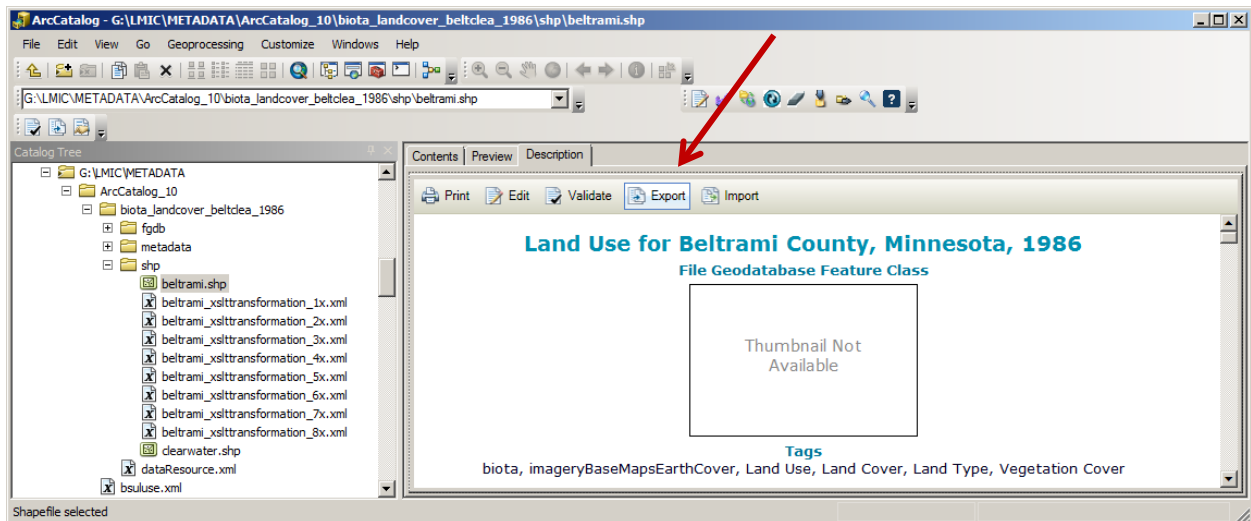 ArcCatalog - G:\LMIC\METADATA\ArcCatalog_10\biota_landcover_beltclea_1986\shp\beltrami.shp
File Edit View Go Geoprocessing Customize Windows Help
G:\LMIC\METADATA\ArcCatalog_10\biota_landcover_beltclea_1986\shp\beltrami.shp
Catalog Tree
G:\LMIC\METADATA
ArcCatalog_10
biota_landcover_beltclea_1986
fgdb
metadata
shp
beltrami.shp
beltrami_xslttransformation_1x.xml
beltrami_xslttransformation_2x.xml
beltrami_xslttransformation_3x.xml
beltrami_xslttransformation_4x.xml
beltrami_xslttransformation_5x.xml
beltrami_xslttransformation_6x.xml
beltrami_xslttransformation_7x.xml
beltrami_xslttransformation_8x.xml
clearwater.shp
dataResource.xml
bsuluse.xml
Contents Preview Description
Print Edit Validate Export Import
Land Use for Beltrami County, Minnesota, 1986
File Geodatabase Feature Class
Thumbnail Not
Available
Tags
biota, imageryBaseMapsEarthCover, Land Use, Land Cover, Land Type, Vegetation Cover
Shapefile selected